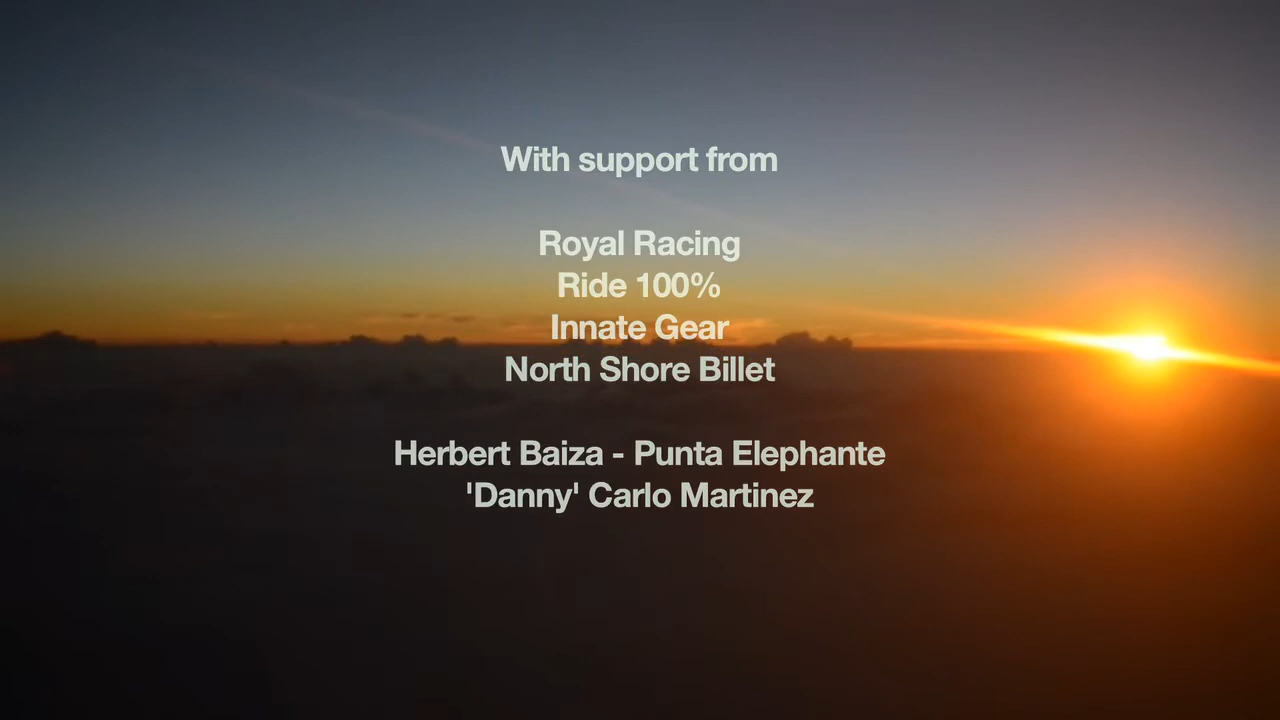 With support from
Royal Racing
Ride 100%
Innate Gear
North Shore Billet
Herbert Baiza - Punta Elephante
'Danny' Carlo Martinez